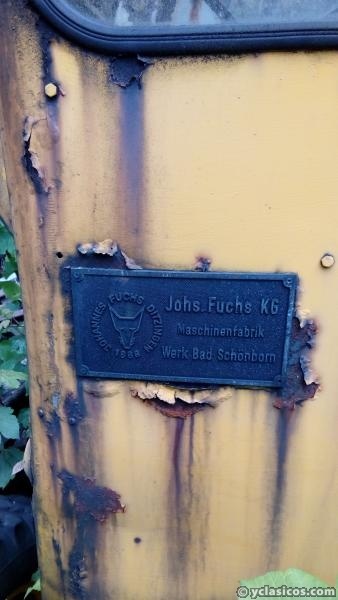 JOHANNES FUCHS DITZINGEN
1888
Johs. Fuchs KG
Maschinenfabrik
Werk Bad Schönborn
©yclasicos.com